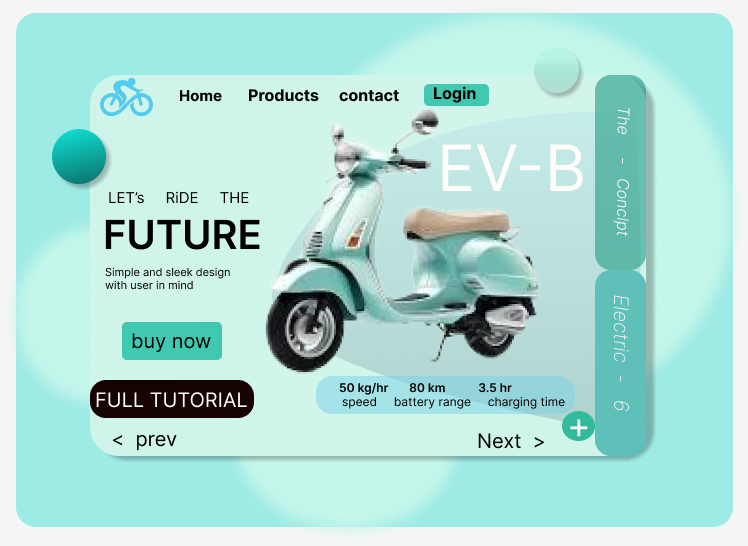 Home Products contact Login
EV-B
The - Concipt
LET's RiDE THE
FUTURE
Simple and sleek design
with user in mind
buy now
FULL TUTORIAL
50 kg/hr 80 km 3.5 hr
speed battery range charging time
Electric - 6
< prev
Next >
+